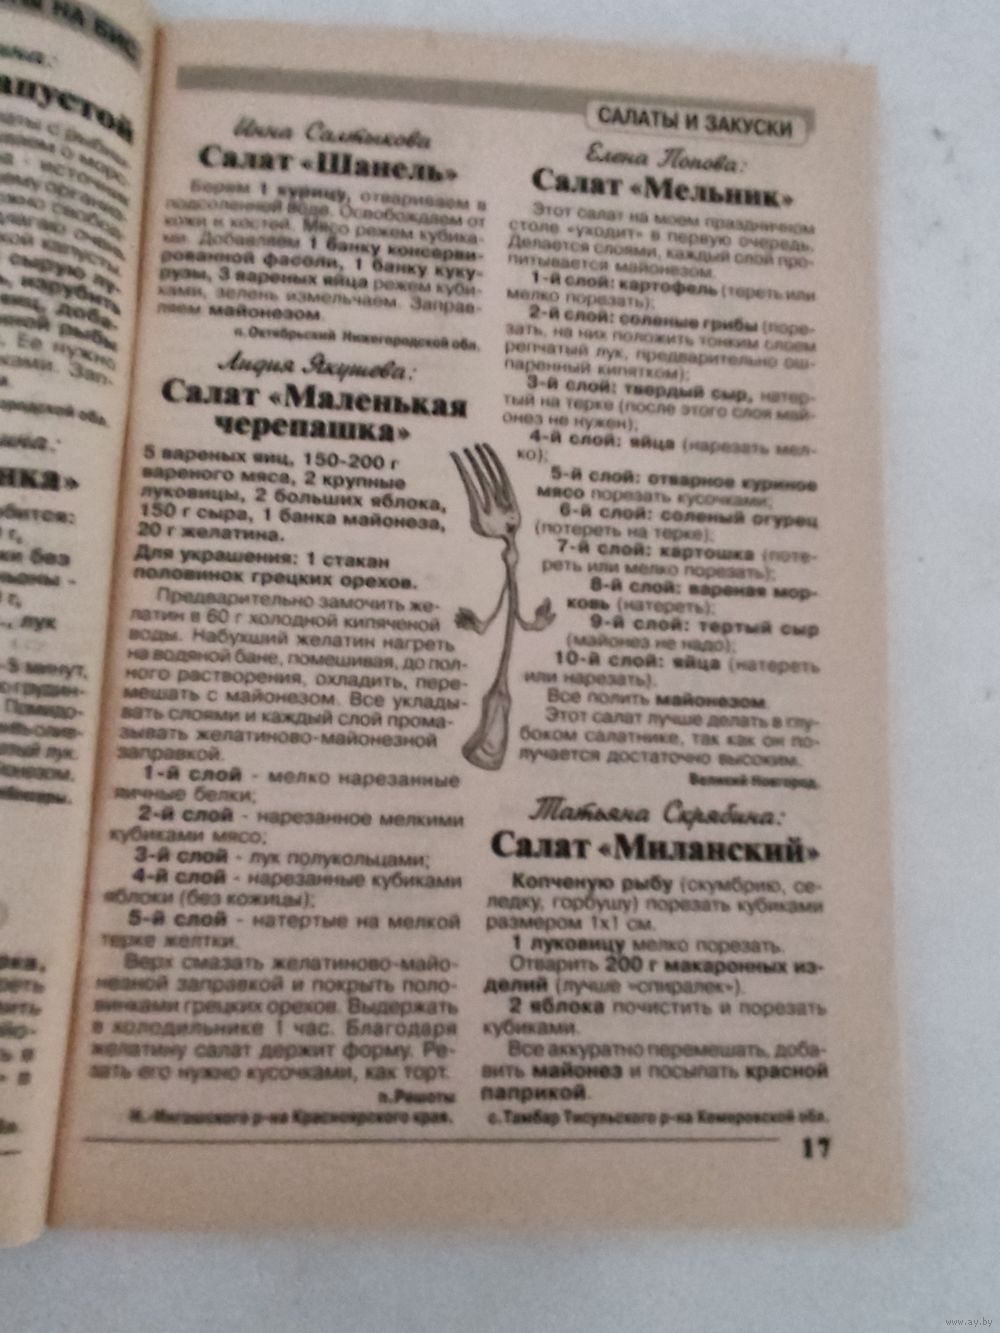 НА БИС
апустой
САЛАТЫ И ЗАКУСКИ
Инна Салтыкова
Салат «Шанель»
Берем 1 курицу, отвариваем в
подсоленной воде. Освобождаем от
кожи и костей. Мясо режем кубика-
ми. Добавляем 1 банку консерви-
рованной фасоли, 1 банку куку-
рузы, 3 вареных яйца режем куби-
ками, зелень измельчаем. Заправ-
ляем майонезом.
п.Октябрьский Нижегородской обл.
Лидия Якушева:
Салат «Маленькая
черепашка»
5 вареных яиц, 150-200 г
вареного мяса, 2 крупные
луковицы, 2 больших яблока,
150 г сыра, 1 банка майонеза,
20 г желатина.
Для украшения: 1 стакан
половинок грецких орехов.
Предварительно замочить же-
латин в 60 г холодной кипяченой
воды. Набухший желатин нагреть
на водяной бане, помешивая, до пол-
ного растворения, охладить, пере-
мешать с майонезом. Все уклады-
вать слоями и каждый слой прома-
зывать желатиново-майонезной
заправкой.
1-й слой - мелко нарезанные
яичные белки;
2-й слой - нарезанное мелкими
кубиками мясо;
3-й слой - лук полукольцами;
4-й слой - нарезанные кубиками
яблоки (без кожицы);
5-й слой - натертые на мелкой
терке желтки.
Верх смазать желатиново-майо-
незной заправкой и покрыть поло-
винками грецких орехов. Выдержать
в холодильнике 1 час. Благодаря
желатину салат держит форму. Ре-
зать его нужно кусочками, как торт.
п.Решоты
Н.-Ингашского р-на Красноярского края.
Елена Попова:
Салат «Мельник»
Этот салат на моем праздничном
столе «уходит» в первую очередь.
Делается слоями, каждый слой про-
питывается майонезом.
1-й слой: картофель (тереть или
мелко порезать);
2-й слой: соленые грибы (поре-
зать, на них положить тонким слоем
репчатый лук, предварительно ош-
паренный кипятком);
3-й слой: твердый сыр, натер-
тый на терке (после этого слоя май-
онез не нужен);
4-й слой: яйца (нарезать мел-
ко);
5-й слой: отварное куриное
мясо порезать кусочками;
6-й слой: соленый огурец
(потереть на терке);
7-й слой: картошка (поте-
реть или мелко порезать);
8-й слой: вареная мор-
ковь (натереть);
9-й слой: тертый сыр
(майонез не надо);
10-й слой: яйца (натереть
или нарезать).
Все полить майонезом.
Этот салат лучше делать в глу-
боком салатнике, так как он по-
лучается достаточно высоким.
Великий Новгород.
Татьяна Скрябина:
Салат «Миланский»
Копченую рыбу (скумбрию, се-
ледку, горбушу) порезать кубиками
размером 1х1 см.
1 луковицу мелко порезать.
Отварить 200 г макаронных из-
делий (лучше «спиралек»).
2 яблока почистить и порезать
кубиками.
Все аккуратно перемешать, доба-
вить майонез и посыпать красной
паприкой.
с.Тамбар Тисульского р-на Кемеровской обл.
17
www.ay.by